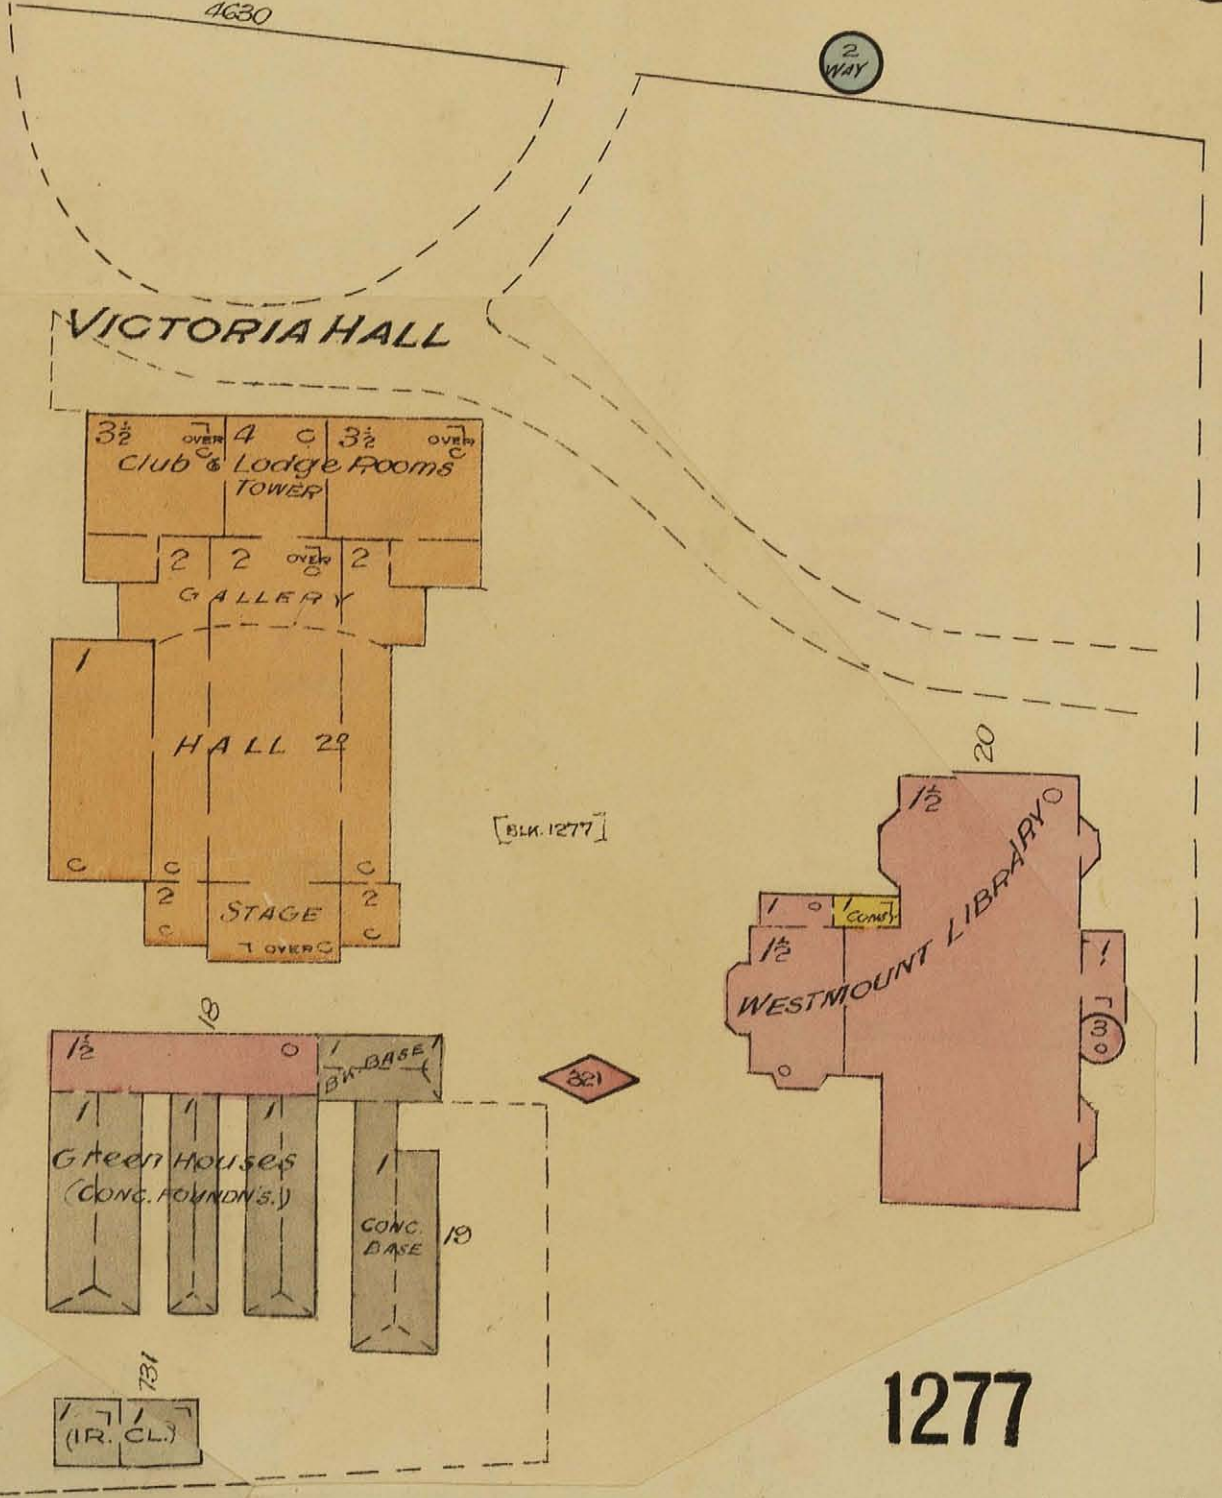 4630
2
WAY
VICTORIA HALL
3½ OVER C 4 C 3½ OVER C
Club & Lodge Rooms
TOWER
2 2 OVER C 2
GALLERY
1
HALL
C C C
2 STAGE 2
C OVER C C
[BLK. 1277]
20
1½
1 O 1
1½
WESTMOUNT LIBRARY O
1
3
O
O
18
1½ O 1
BK. BASE
321
1 1 1
Green Houses
(CONC. FOUNDN'S.)
1
CONC.
BASE
19
731
1 1
(IR. CL.)
1277